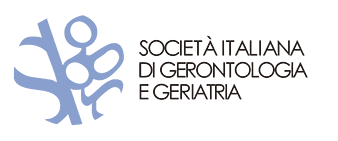 SOCIETÀ ITALIANA
DI GERONTOLOGIA
E GERIATRIA